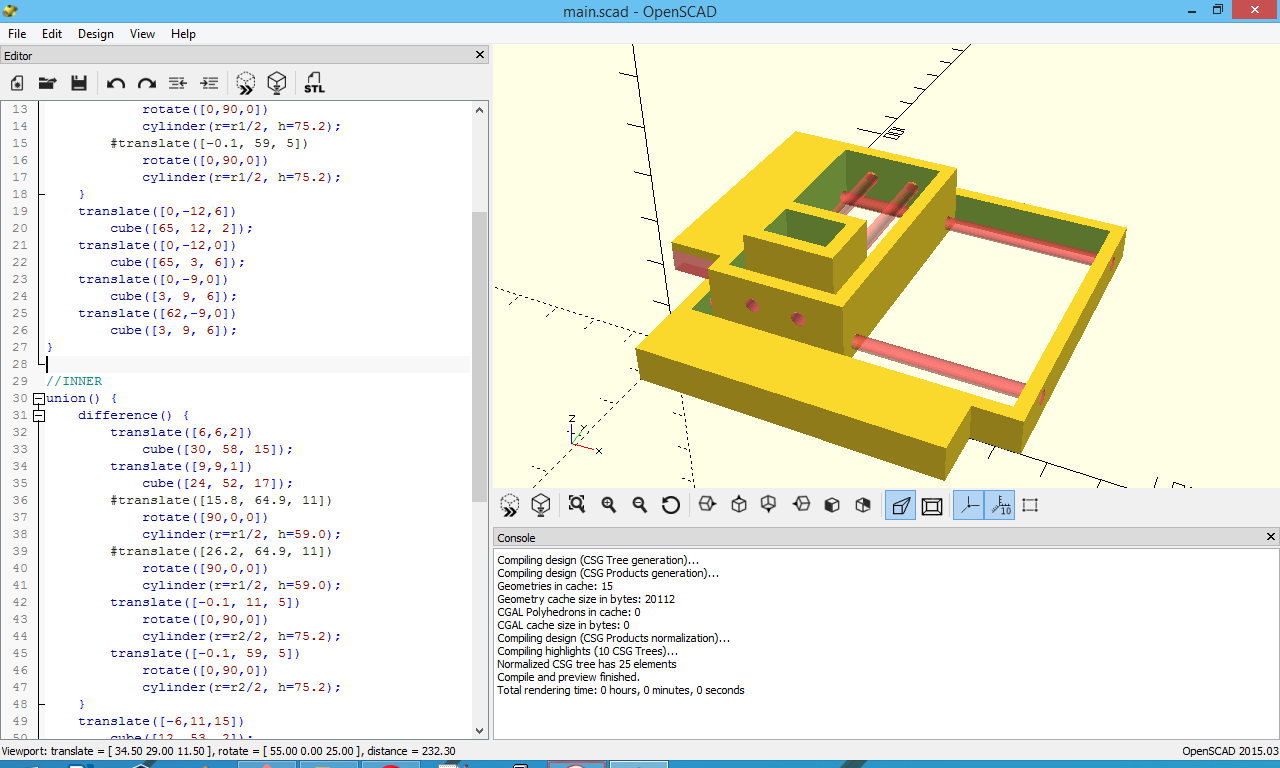 main.scad - OpenSCAD
File Edit Design View Help
Editor
STL
13 rotate([0,90,0])
14 cylinder(r=r1/2, h=75.2);
15 #translate([-0.1, 59, 5])
16 rotate([0,90,0])
17 cylinder(r=r1/2, h=75.2);
18 }
19 translate([0,-12,6])
20 cube([65, 12, 2]);
21 translate([0,-12,0])
22 cube([65, 3, 6]);
23 translate([0,-9,0])
24 cube([3, 9, 6]);
25 translate([62,-9,0])
26 cube([3, 9, 6]);
27 }
28
29 //INNER
30 union() {
31 difference() {
32 translate([6,6,2])
33 cube([30, 58, 15]);
34 translate([9,9,1])
35 cube([24, 52, 17]);
36 #translate([15.8, 64.9, 11])
37 rotate([90,0,0])
38 cylinder(r=r1/2, h=59.0);
39 #translate([26.2, 64.9, 11])
40 rotate([90,0,0])
41 cylinder(r=r1/2, h=59.0);
42 translate([-0.1, 11, 5])
43 rotate([0,90,0])
44 cylinder(r=r2/2, h=75.2);
45 translate([-0.1, 59, 5])
46 rotate([0,90,0])
47 cylinder(r=r2/2, h=75.2);
48 }
49 translate([-6,11,15])
50 cube([12, 53, 2]);
Z
Y
X
10
Console
Compiling design (CSG Tree generation)...
Compiling design (CSG Products generation)...
Geometries in cache: 15
Geometry cache size in bytes: 20112
CGAL Polyhedrons in cache: 0
CGAL cache size in bytes: 0
Compiling design (CSG Products normalization)...
Compiling highlights (10 CSG Trees)...
Normalized CSG tree has 25 elements
Compile and preview finished.
Total rendering time: 0 hours, 0 minutes, 0 seconds
Viewport: translate = [ 34.50 29.00 11.50 ], rotate = [ 55.00 0.00 25.00 ], distance = 232.30
OpenSCAD 2015.03